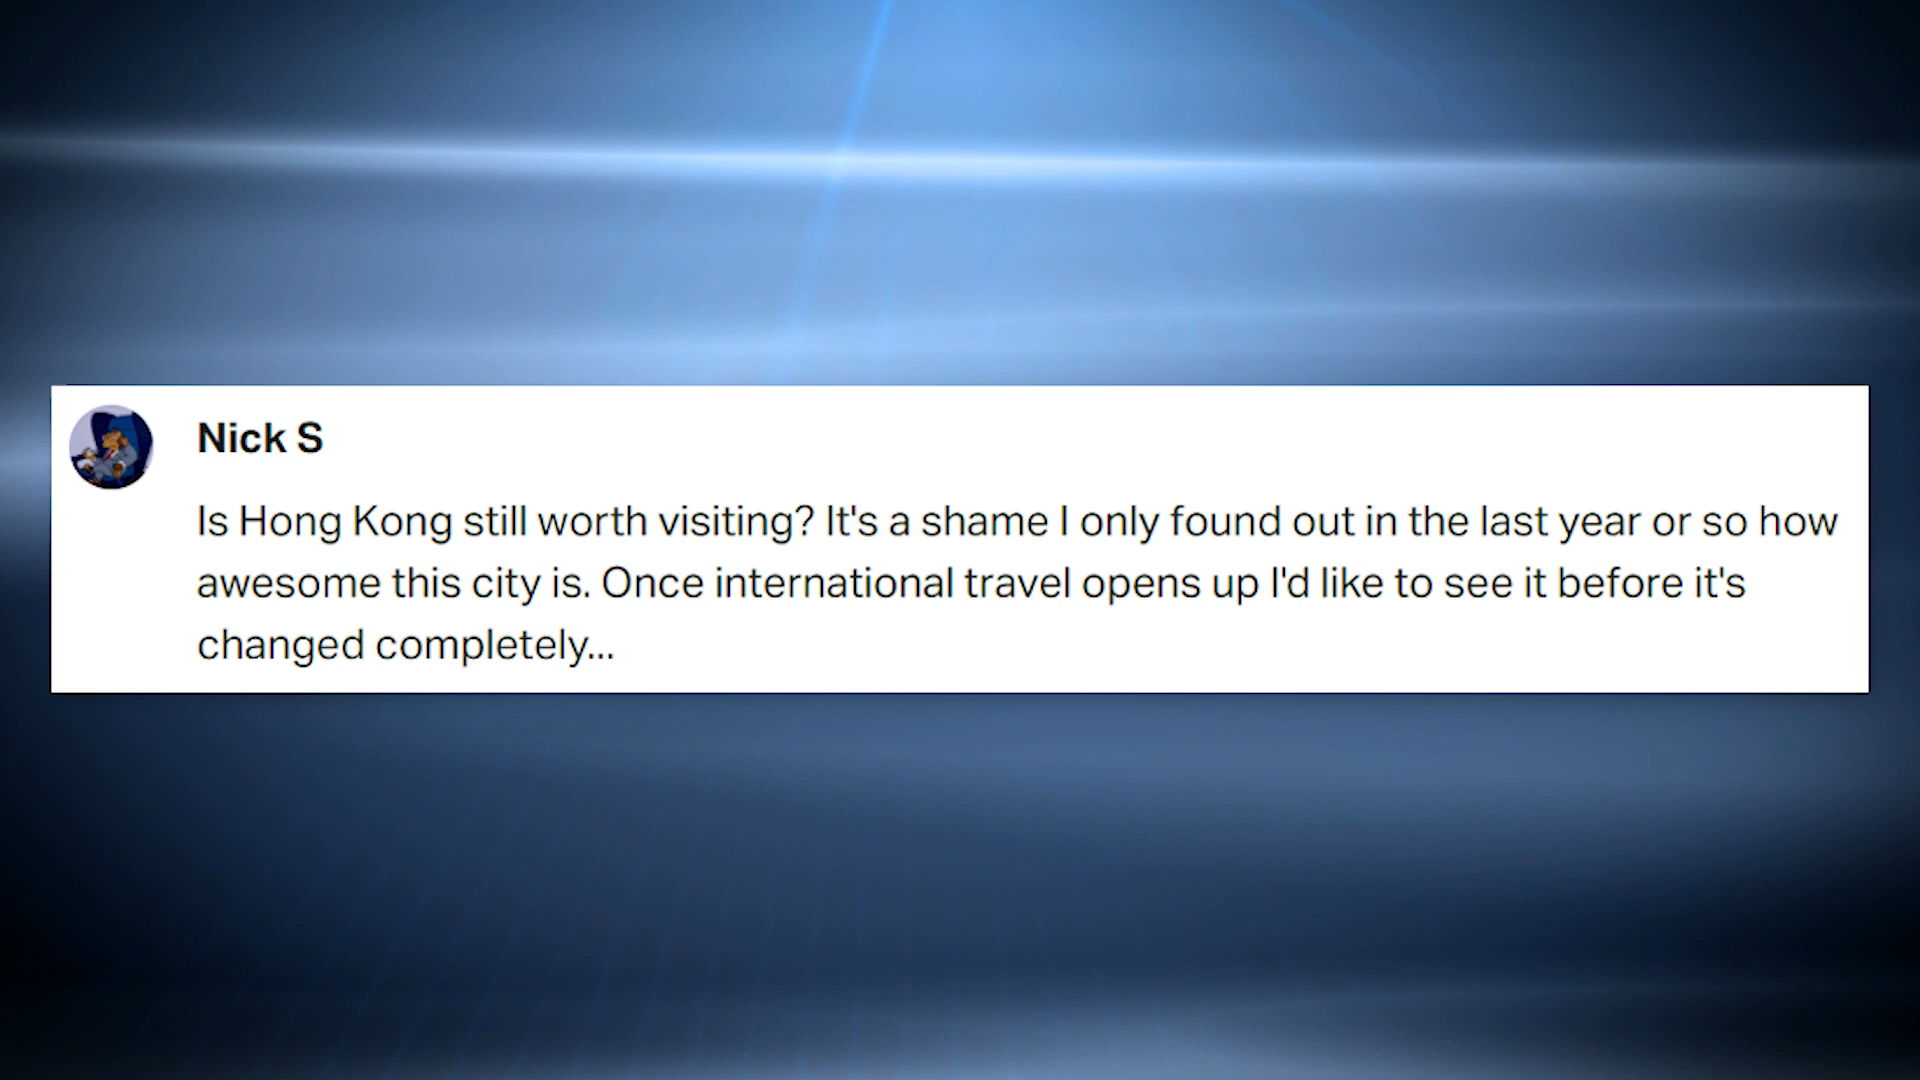 Nick S
Is Hong Kong still worth visiting? It's a shame I only found out in the last year or so how
awesome this city is. Once international travel opens up I'd like to see it before it's
changed completely...